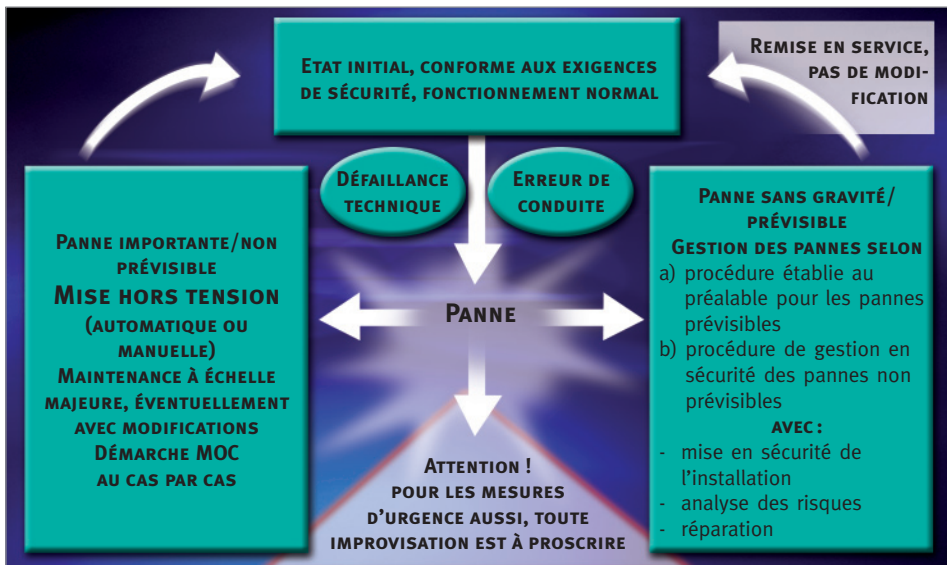 ETAT INITIAL, CONFORME AUX EXIGENCES
DE SÉCURITÉ, FONCTIONNEMENT NORMAL
REMISE EN SERVICE,
PAS DE MODI-
FICATION
DÉFAILLANCE
TECHNIQUE
ERREUR DE
CONDUITE
PANNE IMPORTANTE/NON
PRÉVISIBLE
MISE HORS TENSION
(AUTOMATIQUE OU
MANUELLE)
MAINTENANCE À ÉCHELLE
MAJEURE, ÉVENTUELLEMENT
AVEC MODIFICATIONS
DÉMARCHE MOC
AU CAS PAR CAS
PANNE
PANNE SANS GRAVITÉ/
PRÉVISIBLE
GESTION DES PANNES SELON
a) procédure établie au
préalable pour les pannes
prévisibles
b) procédure de gestion en
sécurité des pannes non
prévisibles
AVEC :
- mise en sécurité de
l'installation
- analyse des risques
- réparation
ATTENTION !
POUR LES MESURES
D'URGENCE AUSSI, TOUTE
IMPROVISATION EST À PROSCRIRE